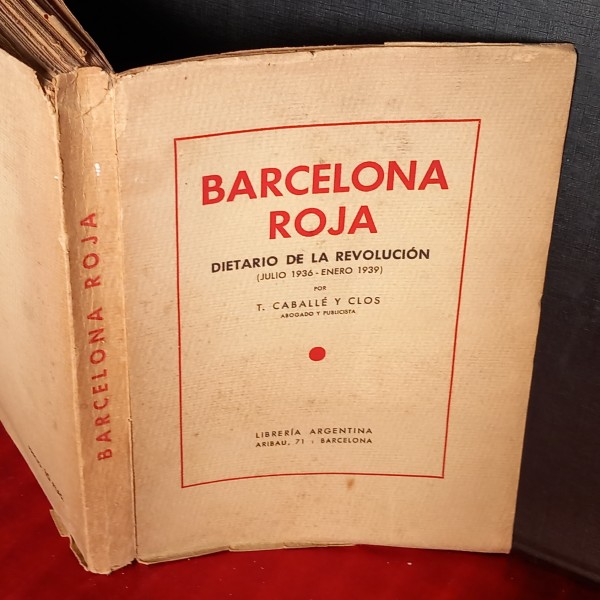 BARCELONA ROJA
BARCELONA
ROJA
DIETARIO DE LA REVOLUCIÓN
(JULIO 1936 - ENERO 1939)
POR
T. CABALLÉ Y CLOS
ABOGADO Y PUBLICISTA
LIBRERÍA ARGENTINA
ARIBAU, 71 : BARCELONA